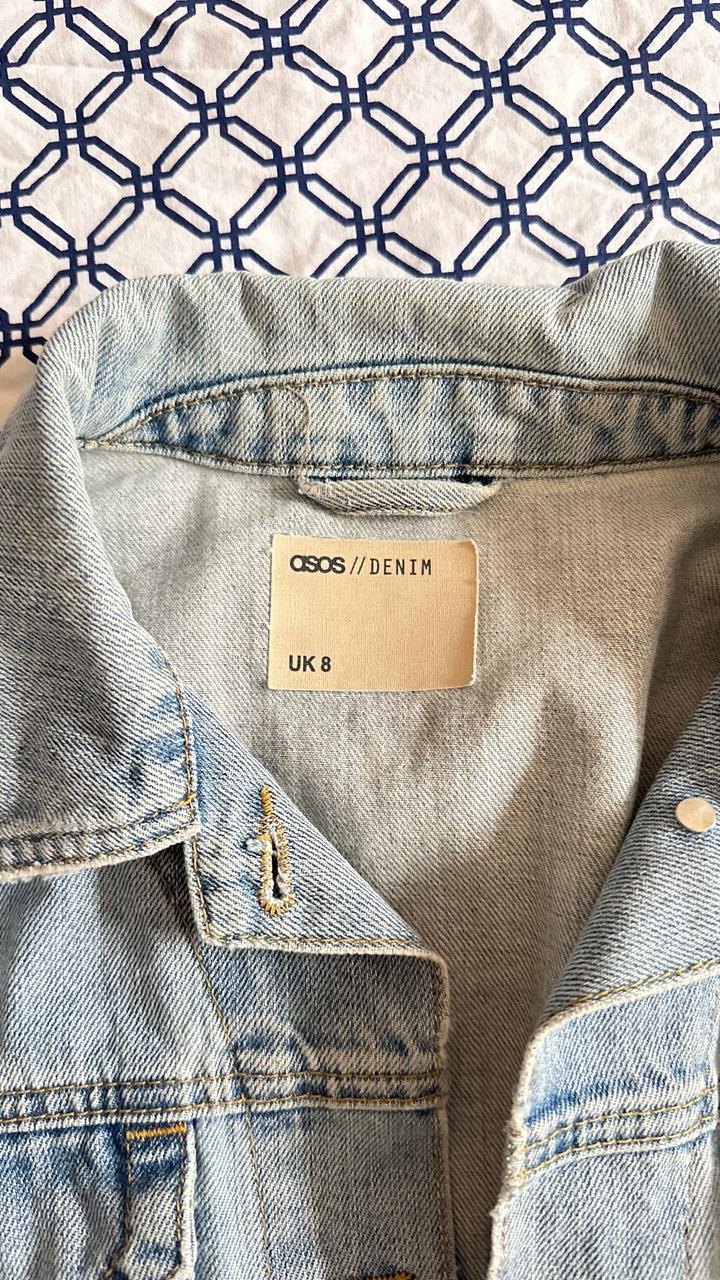 asos // DENIM
UK 8